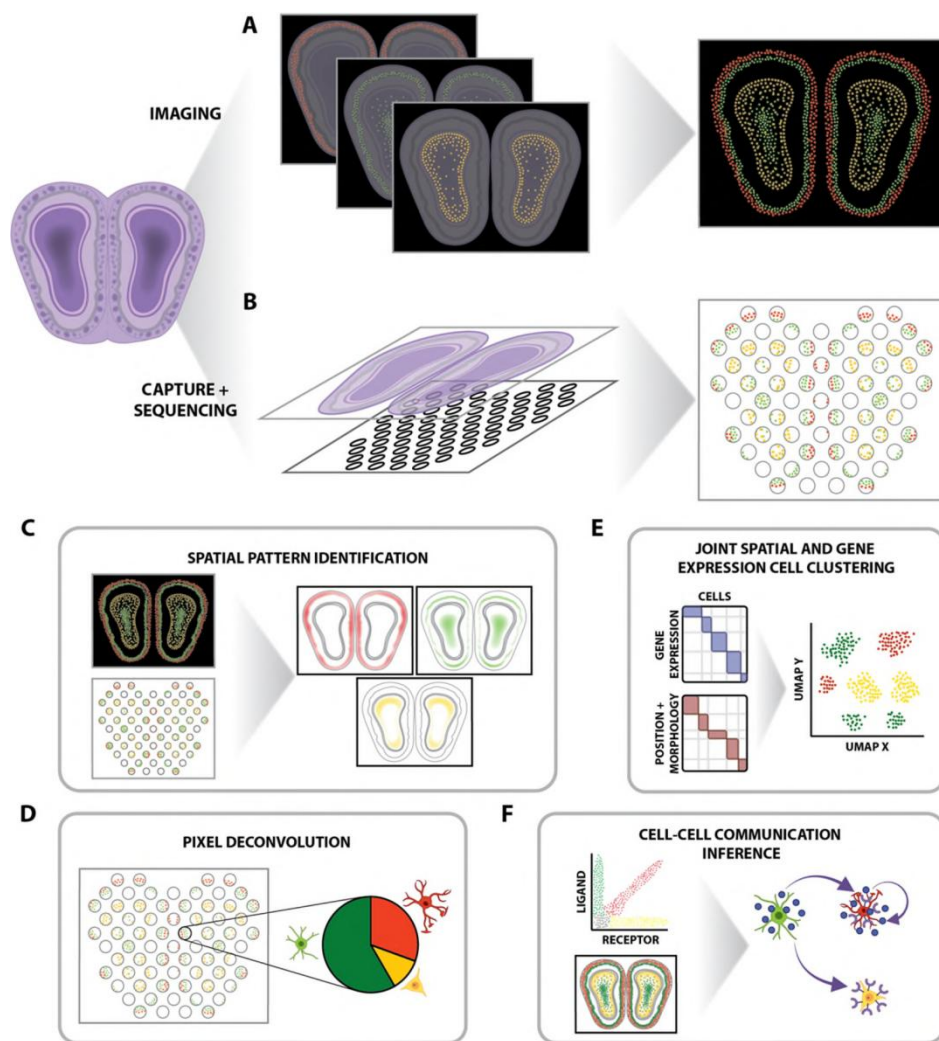 A
IMAGING
B
CAPTURE +
SEQUENCING
C
SPATIAL PATTERN IDENTIFICATION
E
JOINT SPATIAL AND GENE
EXPRESSION CELL CLUSTERING
CELLS
GENE
EXPRESSION
POSITION +
MORPHOLOGY
UMAP Y
UMAP X
D
PIXEL DECONVOLUTION
F
CELL-CELL COMMUNICATION
INFERENCE
LIGAND
RECEPTOR